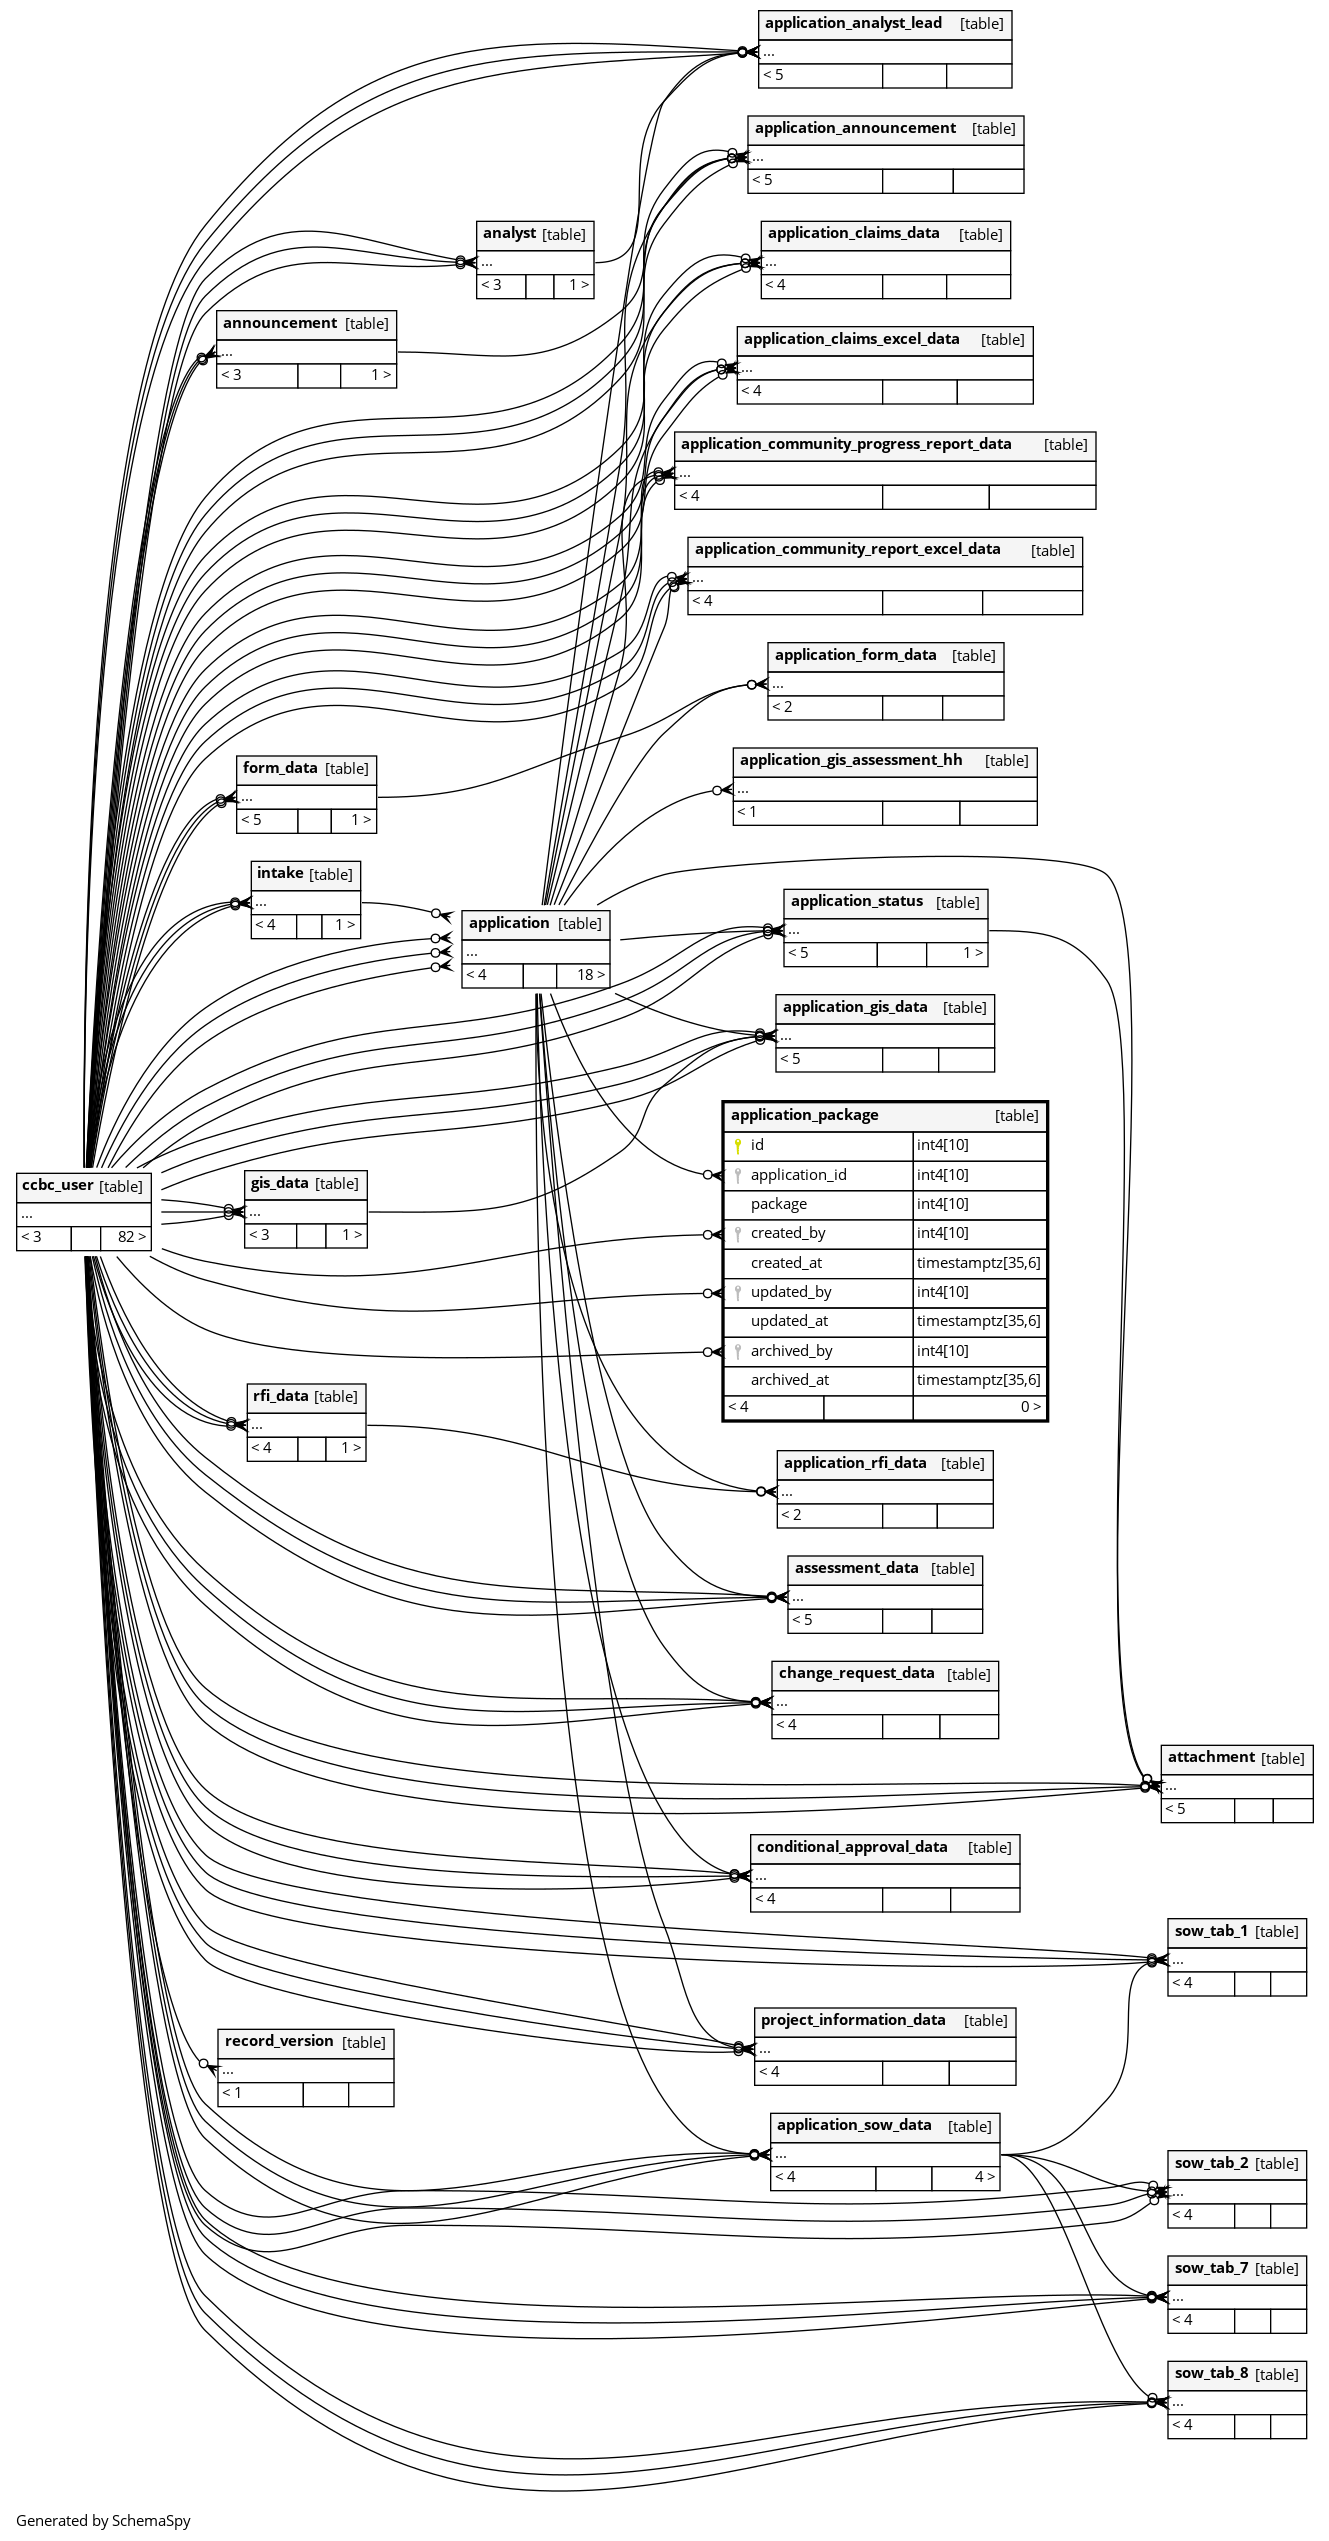 application_analyst_lead [table]
...
< 5
application_announcement [table]
...
< 5
analyst [table]
...
< 3 1 >
application_claims_data [table]
...
< 4
announcement [table]
...
< 3 1 >
application_claims_excel_data [table]
...
< 4
application_community_progress_report_data [table]
...
< 4
application_community_report_excel_data [table]
...
< 4
application_form_data [table]
...
< 2
form_data [table]
...
< 5 1 >
application_gis_assessment_hh [table]
...
< 1
intake [table]
...
< 4 1 >
application [table]
...
< 4 18 >
application_status [table]
...
< 5 1 >
application_gis_data [table]
...
< 5
application_package [table]
id int4[10]
application_id int4[10]
package int4[10]
created_by int4[10]
created_at timestamptz[35,6]
updated_by int4[10]
updated_at timestamptz[35,6]
archived_by int4[10]
archived_at timestamptz[35,6]
< 4 0 >
ccbc_user [table]
...
< 3 82 >
gis_data [table]
...
< 3 1 >
rfi_data [table]
...
< 4 1 >
application_rfi_data [table]
...
< 2
assessment_data [table]
...
< 5
change_request_data [table]
...
< 4
attachment [table]
...
< 5
conditional_approval_data [table]
...
< 4
sow_tab_1 [table]
...
< 4
project_information_data [table]
...
< 4
record_version [table]
...
< 1
application_sow_data [table]
...
< 4 4 >
sow_tab_2 [table]
...
< 4
sow_tab_7 [table]
...
< 4
sow_tab_8 [table]
...
< 4
Generated by SchemaSpy